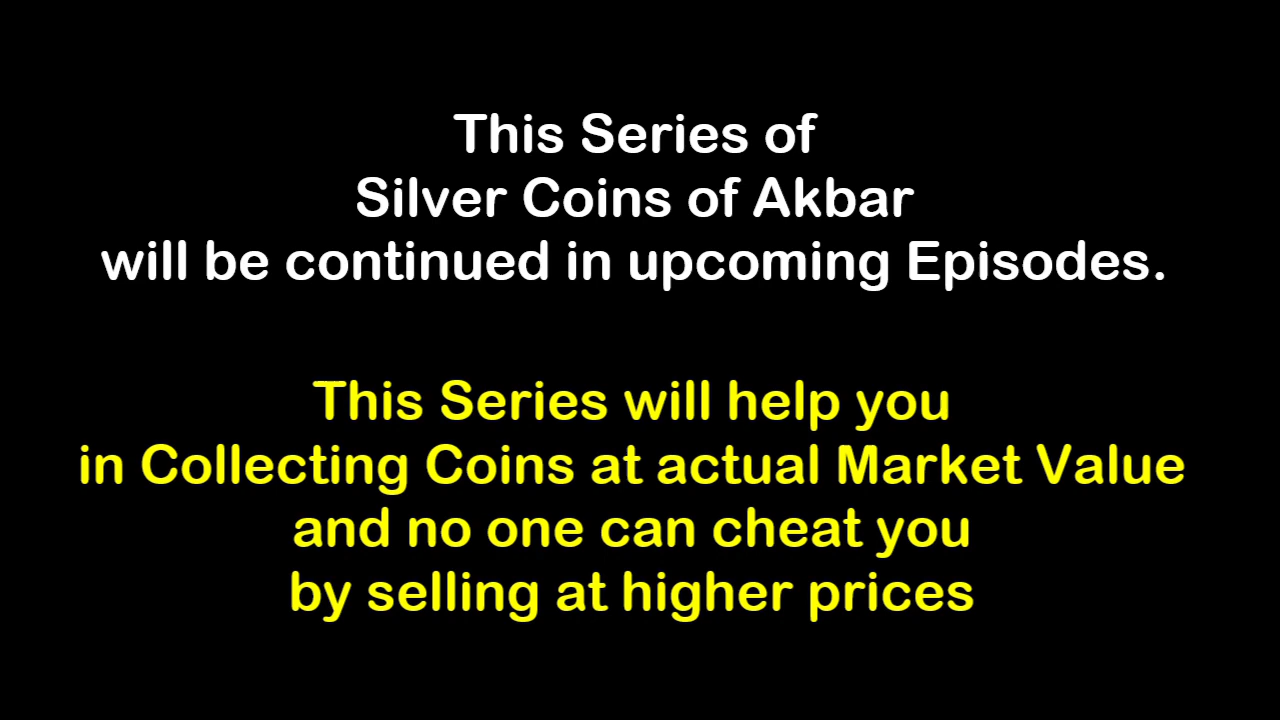 This Series of
Silver Coins of Akbar
will be continued in upcoming Episodes.
This Series will help you
in Collecting Coins at actual Market Value
and no one can cheat you
by selling at higher prices